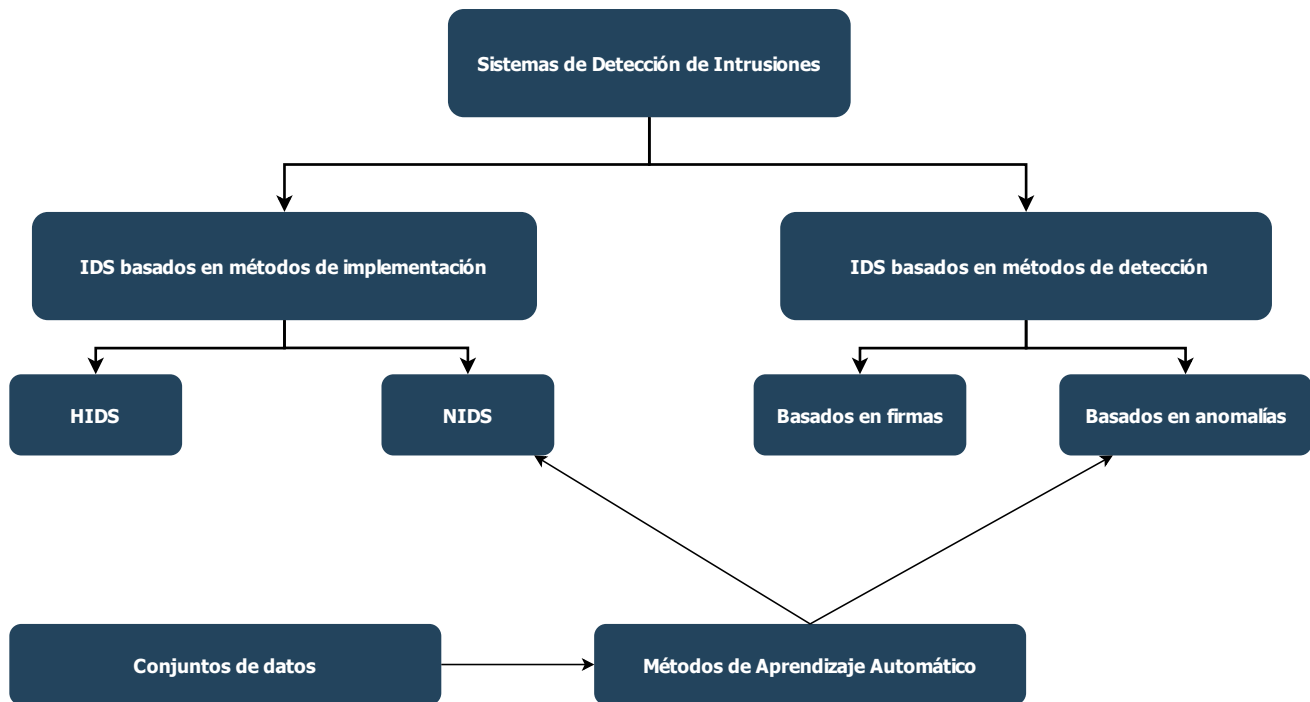 Sistemas de Detección de Intrusiones
IDS basados en métodos de implementación
IDS basados en métodos de detección
HIDS
NIDS
Basados en firmas
Basados en anomalías
Conjuntos de datos
Métodos de Aprendizaje Automático